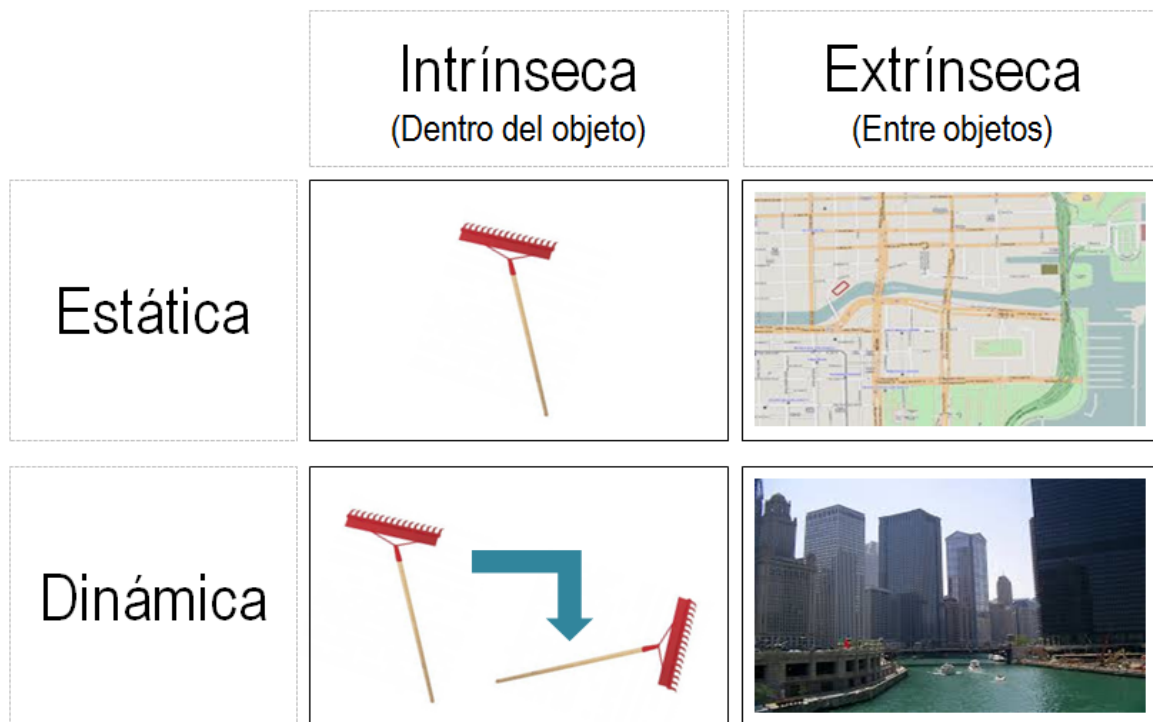 Intrínseca
(Dentro del objeto)
Extrínseca
(Entre objetos)
Estática
Dinámica